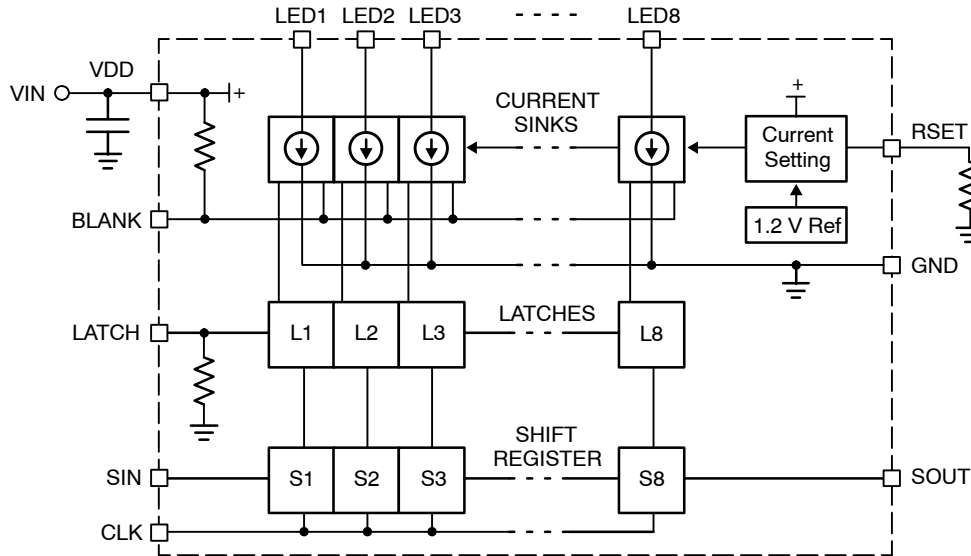 LED1 LED2 LED3 LED8
VDD
VIN
+
+
CURRENT
SINKS
Current
Setting
RSET
BLANK
1.2 V Ref
GND
LATCH
L1 L2 L3
LATCHES
L8
SHIFT
REGISTER
SIN
S1 S2 S3
S8
SOUT
CLK